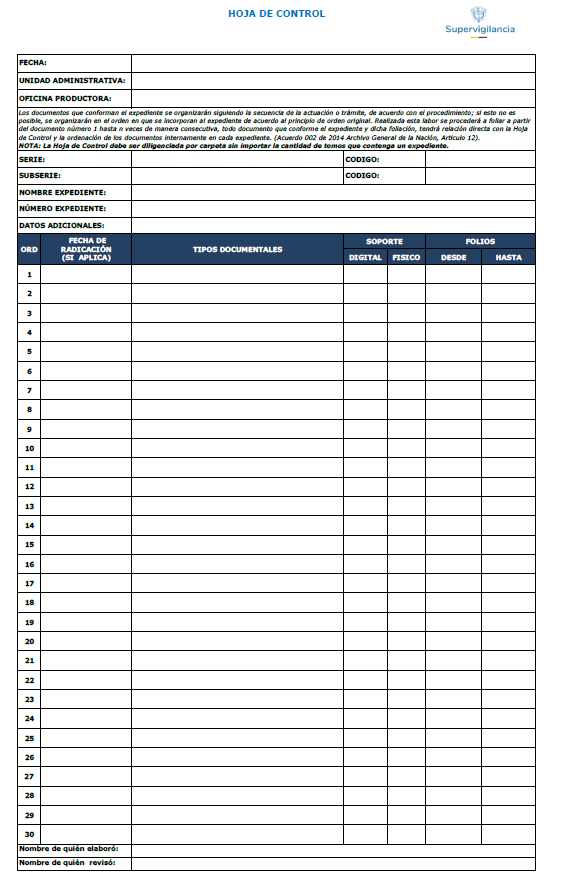 HOJA DE CONTROL
Supervigilancia
FECHA:
UNIDAD ADMINISTRATIVA:
OFICINA PRODUCTORA:
Los documentos que conforman el expediente se organizarán siguiendo la secuencia de la actuación o trámite, de acuerdo con el procedimiento; si esto no es
posible, se organizarán en el orden en que se incorporan al expediente de acuerdo al principio de orden original. Realizada esta labor se procederá a foliar a partir
del documento número 1 hasta n veces de manera consecutiva, todo documento que conforme el expediente y dicha foliación, tendrá relación directa con la Hoja
de Control y la ordenación de los documentos internamente en cada expediente. (Acuerdo 002 de 2014 Archivo General de la Nación, Articulo 12).
NOTA: La Hoja de Control debe ser diligenciada por carpeta sin importar la cantidad de tomos que contenga un expediente.
SERIE: CODIGO:
SUBSERIE: CODIGO:
NOMBRE EXPEDIENTE:
NÚMERO EXPEDIENTE:
DATOS ADICIONALES:
ORD FECHA DE RADICACIÓN (SI APLICA) TIPOS DOCUMENTALES SOPORTE FOLIOS
DIGITAL FISICO DESDE HASTA
1
2
3
4
5
6
7
8
9
10
11
12
13
14
15
16
17
18
19
20
21
22
23
24
25
26
27
28
29
30
Nombre de quién elaboró:
Nombre de quién revisó: